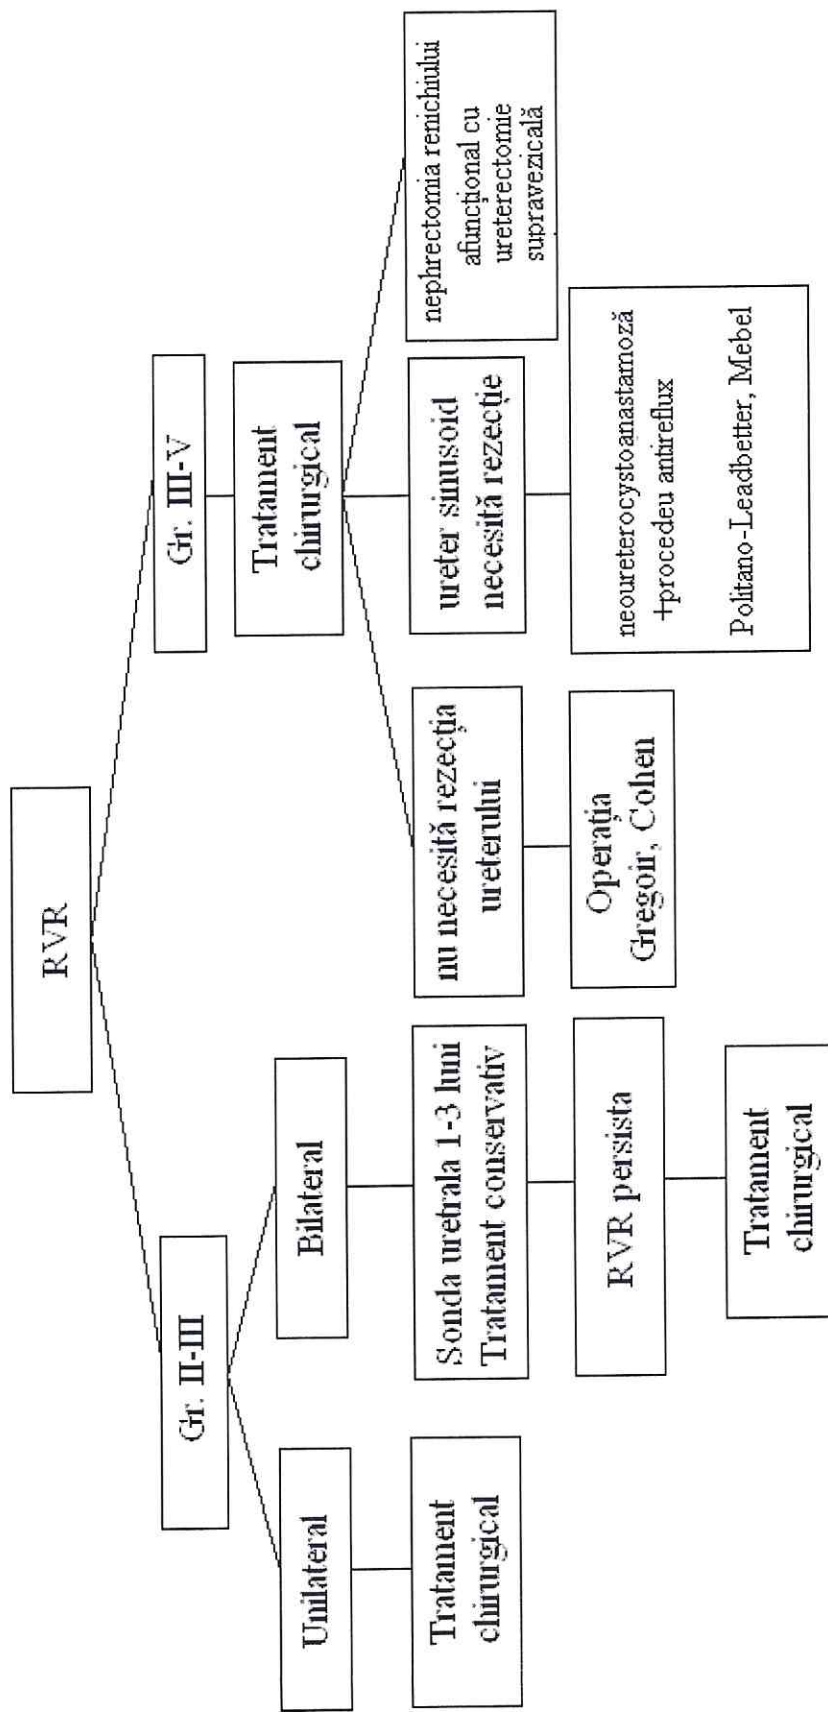 RVR
Gr. II-III
Gr. III-V
Unilateral
Bilateral
Tratament
chirurgical
Tratament
chirurgical
Sonda uretrala 1-3 luni
Tratament conservativ
nu necesită rezecția
ureterului
ureter sinusoid
necesită rezecție
nephrectomia renichiului
afuncțional cu
ureterectomie
supravezicală
RVR persista
Operația
Gregoir, Cohen
neoureterocystoanastamoză
+procedeu antireflux
Politano-Leadbetter, Mebel
Tratament
chirurgical